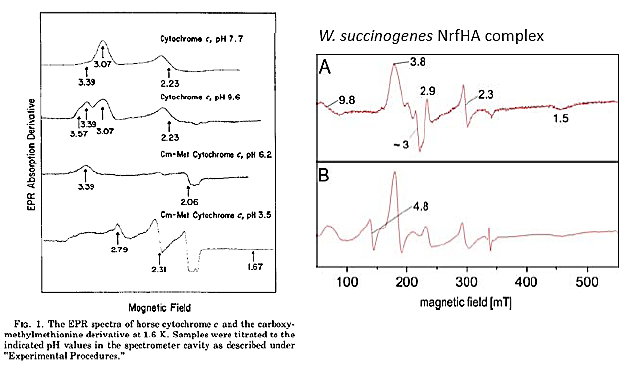 Cytochrome c, pH 7.7
3.07
3.39
2.23
Cytochrome c, pH 9.6
3.39
3.57
3.07
2.23
Cm-Met Cytochrome c, pH 6.2
3.39
2.06
Cm-Met Cytochrome c, pH 3.5
2.79
2.31
1.67
EPR Absorption Derivative
Magnetic Field
FIG. 1. The EPR spectra of horse cytochrome c and the carboxy-
methylmethionine derivative at 1.6 K. Samples were titrated to the
indicated pH values in the spectrometer cavity as described under
"Experimental Procedures."
W. succinogenes NrfHA complex
A
3.8
9.8
2.9
2.3
~3
1.5
B
4.8
100
200
300
400
500
magnetic field [mT]